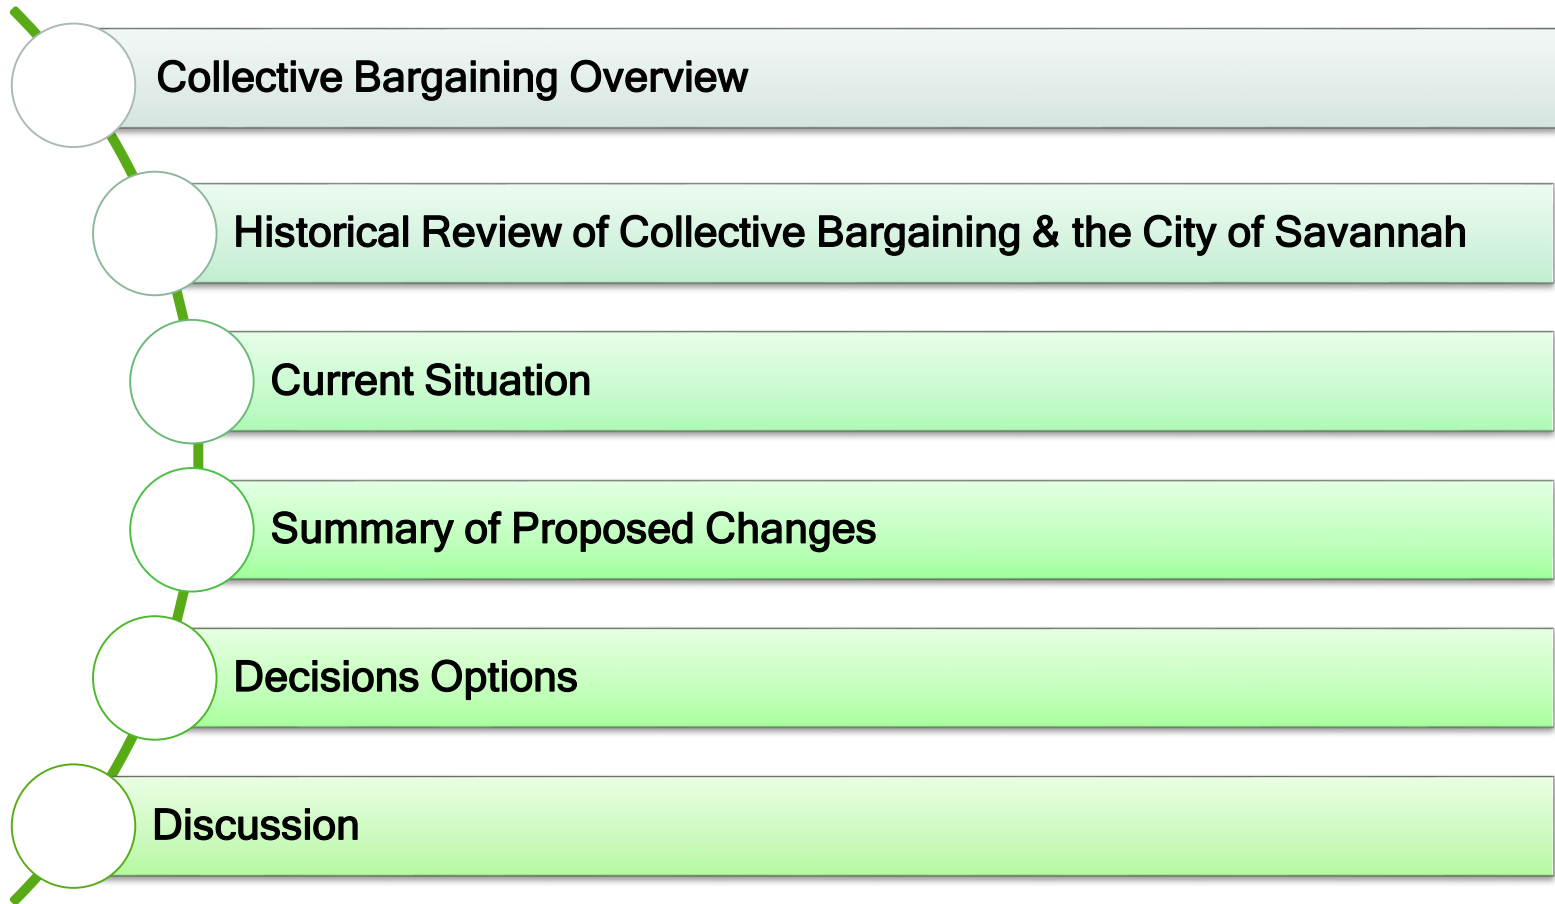 Collective Bargaining Overview
Historical Review of Collective Bargaining & the City of Savannah
Current Situation
Summary of Proposed Changes
Decisions Options
Discussion